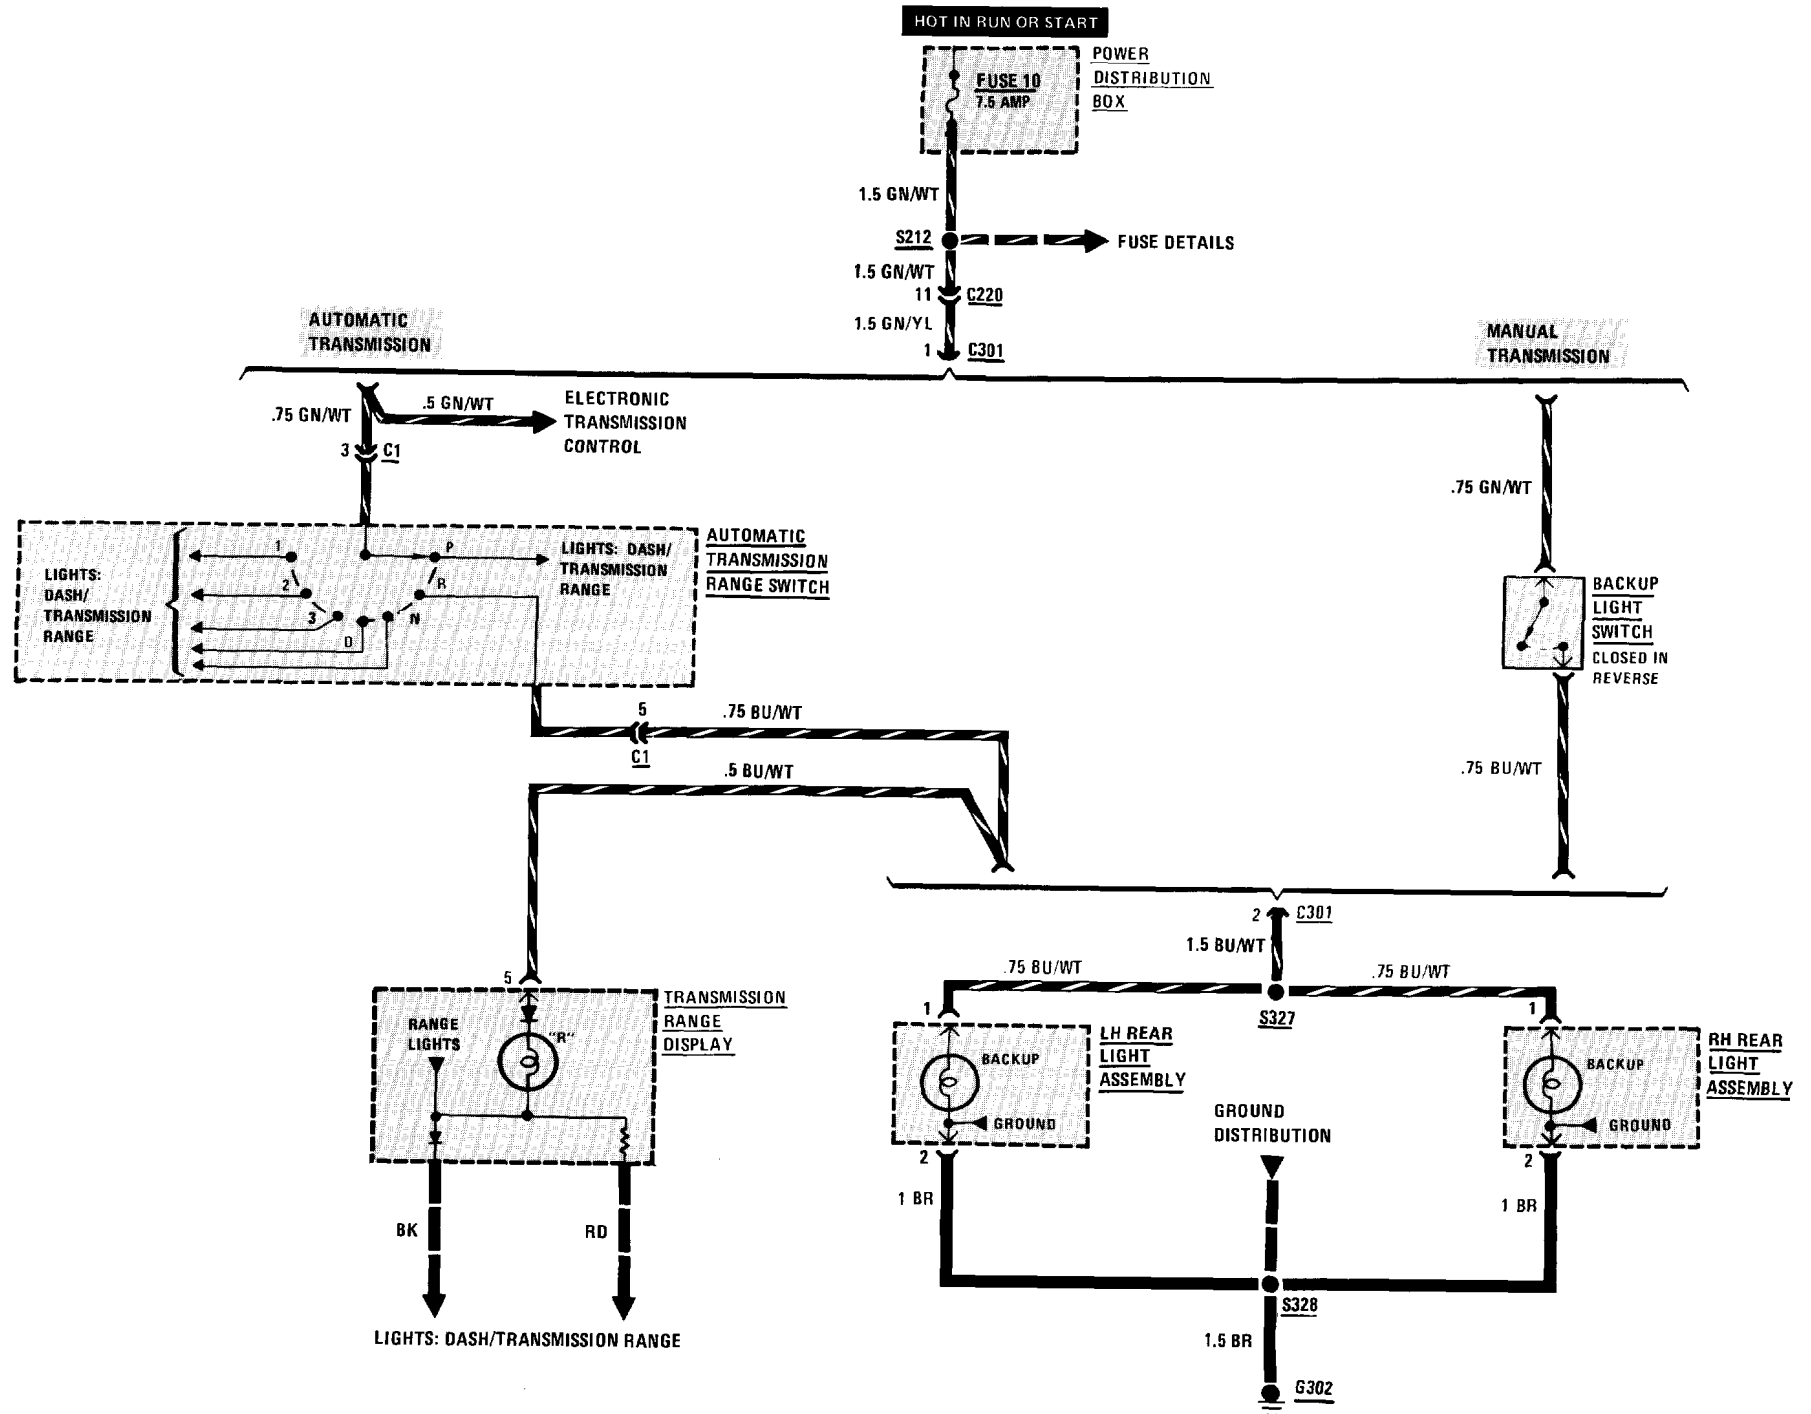 HOT IN RUN OR START
POWER
DISTRIBUTION
BOX
FUSE 10
7.5 AMP
1.5 GN/WT
S212
FUSE DETAILS
1.5 GN/WT
11
C220
1.5 GN/YL
1
C301
AUTOMATIC
TRANSMISSION
MANUAL
TRANSMISSION
.75 GN/WT
.5 GN/WT
ELECTRONIC
TRANSMISSION
CONTROL
3
C1
.75 GN/WT
LIGHTS:
DASH/
TRANSMISSION
RANGE
1
2
3
D
N
R
P
LIGHTS: DASH/
TRANSMISSION
RANGE
AUTOMATIC
TRANSMISSION
RANGE SWITCH
BACKUP
LIGHT
SWITCH
CLOSED IN
REVERSE
5
C1
.75 BU/WT
.5 BU/WT
.75 BU/WT
2
C301
1.5 BU/WT
.75 BU/WT
.75 BU/WT
S327
5
RANGE
LIGHTS
"R"
TRANSMISSION
RANGE
DISPLAY
1
BACKUP
GROUND
LH REAR
LIGHT
ASSEMBLY
2
1
BACKUP
GROUND
RH REAR
LIGHT
ASSEMBLY
2
GROUND
DISTRIBUTION
BK
RD
1 BR
1 BR
S328
LIGHTS: DASH/TRANSMISSION RANGE
1.5 BR
G302